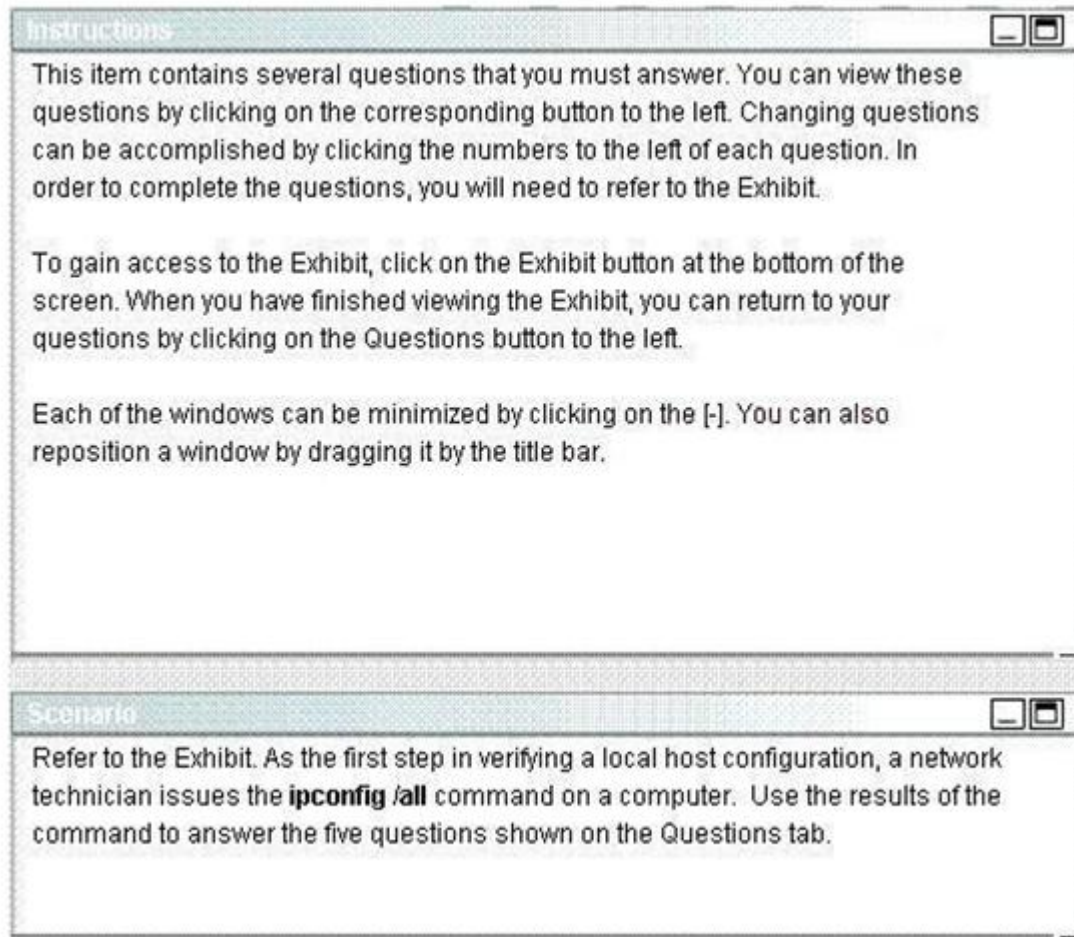 Instructions
This item contains several questions that you must answer. You can view these
questions by clicking on the corresponding button to the left. Changing questions
can be accomplished by clicking the numbers to the left of each question. In
order to complete the questions, you will need to refer to the Exhibit.
To gain access to the Exhibit, click on the Exhibit button at the bottom of the
screen. When you have finished viewing the Exhibit, you can return to your
questions by clicking on the Questions button to the left.
Each of the windows can be minimized by clicking on the [-]. You can also
reposition a window by dragging it by the title bar.
Scenario
Refer to the Exhibit. As the first step in verifying a local host configuration, a network
technician issues the ipconfig /all command on a computer. Use the results of the
command to answer the five questions shown on the Questions tab.